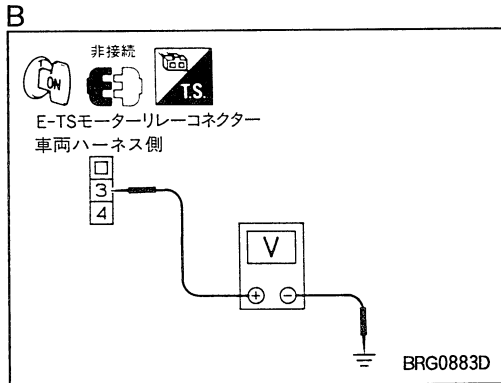 B
非接続
ON
T.S.
E-TSモーターリレーコネクター
車両ハーネス側
3
4
V
+ −
BRG0883D